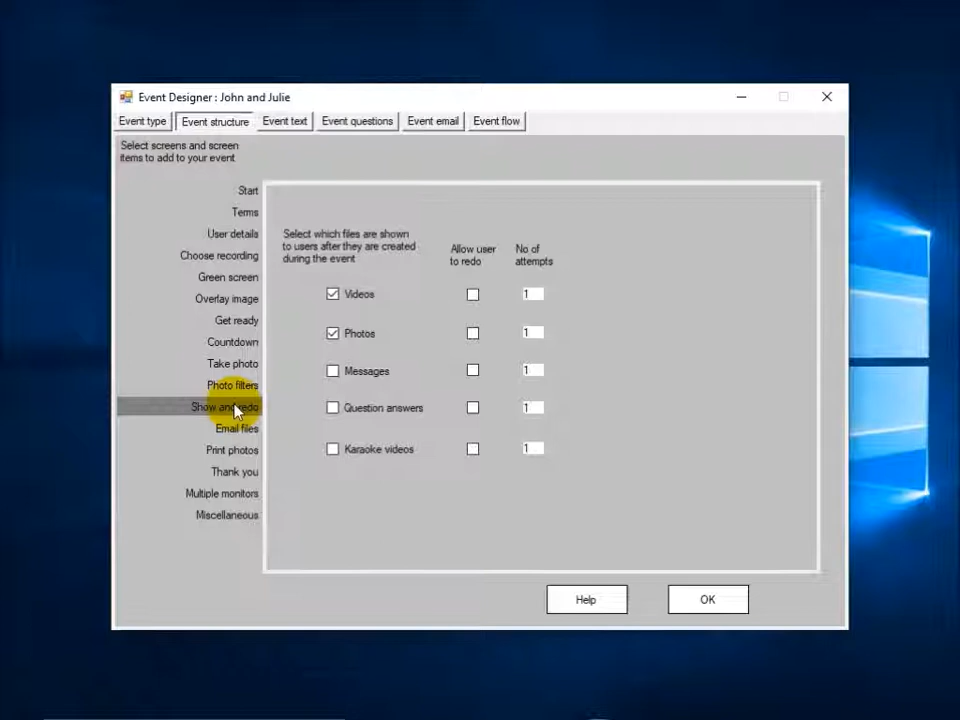 Event Designer : John and Julie
Event type Event structure Event text Event questions Event email Event flow
Select screens and screen
items to add to your event
Start
Terms
User details
Choose recording
Green screen
Overlay image
Get ready
Countdown
Take photo
Photo filters
Show and redo
Email files
Print photos
Thank you
Multiple monitors
Miscellaneous
Select which files are shown
to users after they are created
during the event
Allow user
to redo
No of
attempts
Videos 1
Photos 1
Messages 1
Question answers 1
Karaoke videos 1
Help OK